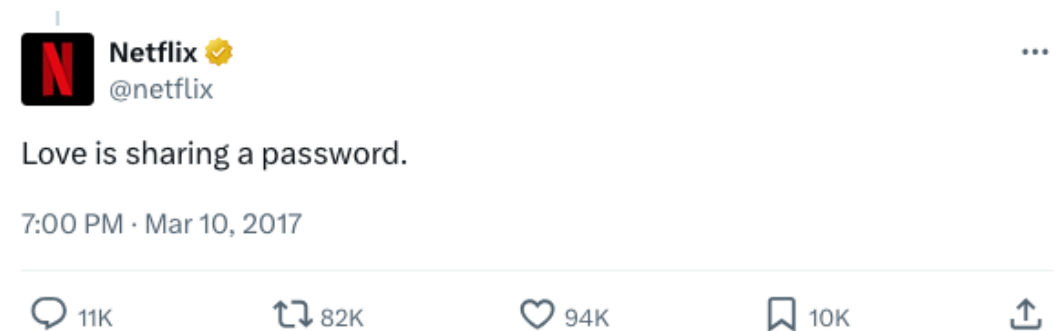 N
Netflix
@netflix
Love is sharing a password.
7:00 PM · Mar 10, 2017
11K 82K 94K 10K